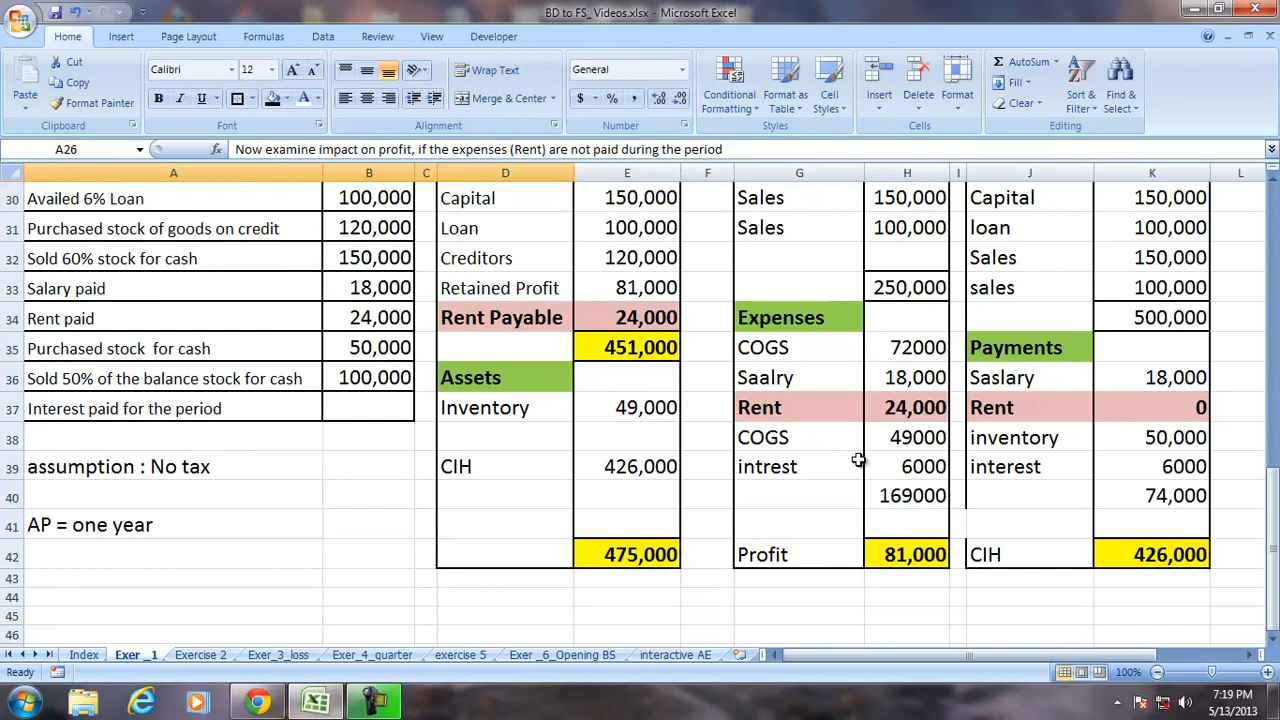 BD to FS_ Videos.xlsx - Microsoft Excel
Home Insert Page Layout Formulas Data Review View Developer
Cut Calibri 12 Wrap Text General AutoSum
Paste Copy Merge & Center Conditional Formatting Format as Table Cell Styles Insert Delete Format Fill Sort & Filter Find & Select
Format Painter Clear
Clipboard Font Alignment Number Styles Cells Editing
A26 fx Now examine impact on profit, if the expenses (Rent) are not paid during the period
A B C D E F G H I J K L
30 Availed 6% Loan 100,000 Capital 150,000 Sales 150,000 Capital 150,000
31 Purchased stock of goods on credit 120,000 Loan 100,000 Sales 100,000 loan 100,000
32 Sold 60% stock for cash 150,000 Creditors 120,000 Sales 150,000
33 Salary paid 18,000 Retained Profit 81,000 250,000 sales 100,000
34 Rent paid 24,000 Rent Payable 24,000 Expenses 500,000
35 Purchased stock for cash 50,000 451,000 COGS 72000 Payments
36 Sold 50% of the balance stock for cash 100,000 Assets Saalry 18,000 Saslary 18,000
37 Interest paid for the period Inventory 49,000 Rent 24,000 Rent 0
38 COGS 49000 inventory 50,000
39 assumption : No tax CIH 426,000 intrest 6000 interest 6000
40 169000 74,000
41 AP = one year
42 475,000 Profit 81,000 CIH 426,000
43
44
45
46
Index Exer _1 Exercise 2 Exer_3_loss Exer_4_quarter exercise 5 Exer _6_Opening BS interactive AE
Ready 100%
7:19 PM
5/13/2013